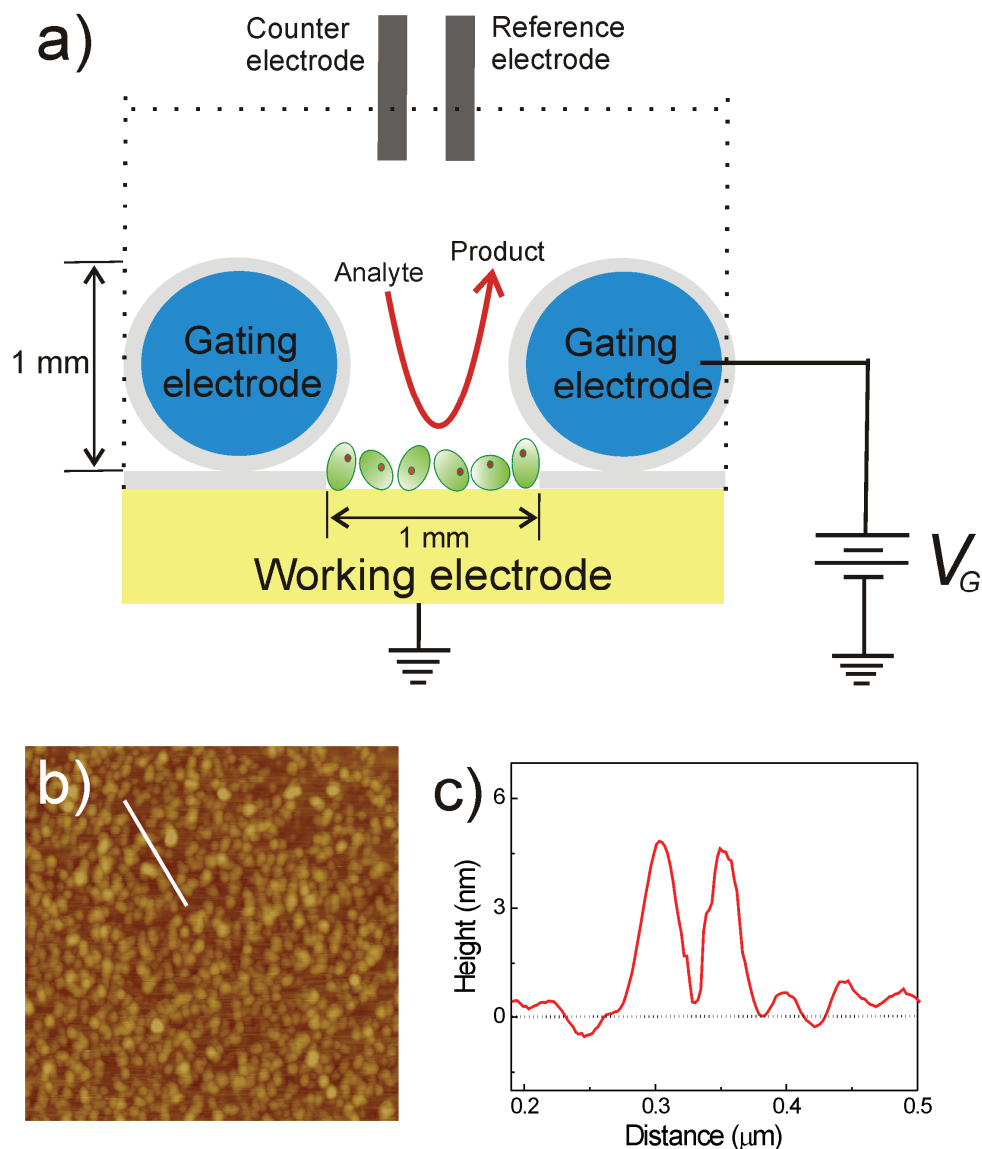 a)
Counter
electrode
Reference
electrode
Analyte
Product
Gating
electrode
Gating
electrode
1 mm
1 mm
Working electrode
VG
b)
c)
Height (nm)
6
3
0
0.2
0.3
0.4
0.5
Distance (μm)